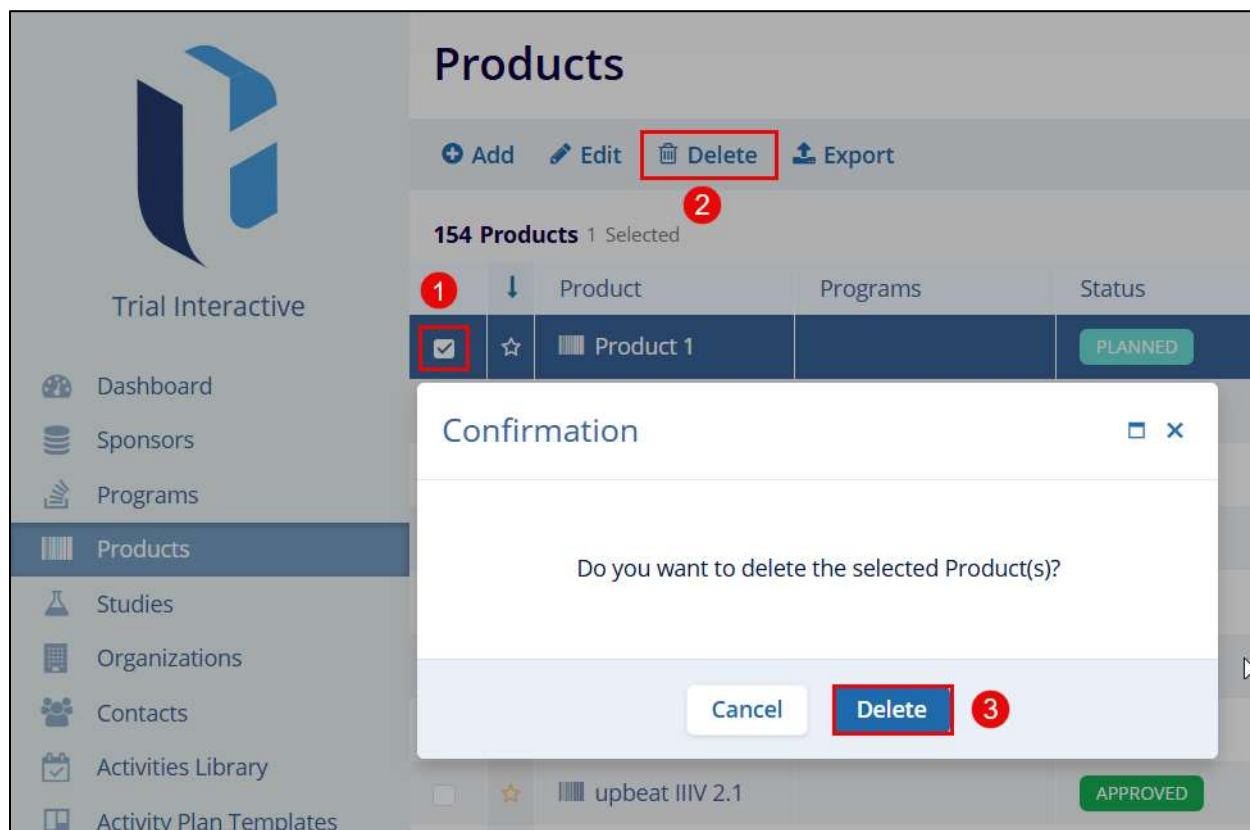 Trial Interactive
Dashboard
Sponsors
Programs
Products
Studies
Organizations
Contacts
Activities Library
Activity Plan Templates
Products
Add Edit Delete Export
2
154 Products 1 Selected
1 Product Programs Status
Product 1 PLANNED
Confirmation
Do you want to delete the selected Product(s)?
Cancel Delete 3
upbeat IIIV 2.1 APPROVED